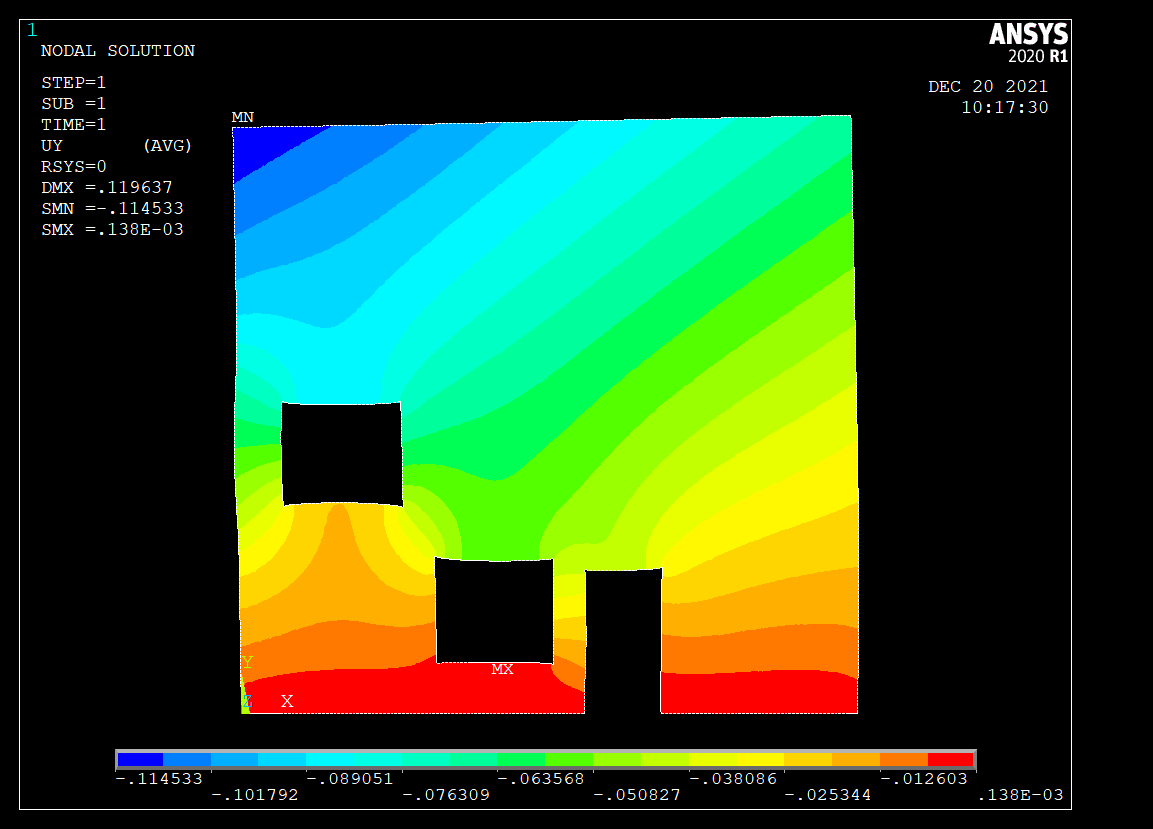 1
NODAL SOLUTION
STEP=1
SUB =1
TIME=1
UY (AVG)
RSYS=0
DMX =.119637
SMN =-.114533
SMX =.138E-03
ANSYS
2020 R1
DEC 20 2021
10:17:30
MN
MX
Y
Z X
-.114533 -.089051 -.063568 -.038086 -.012603
-.101792 -.076309 -.050827 -.025344 .138E-03